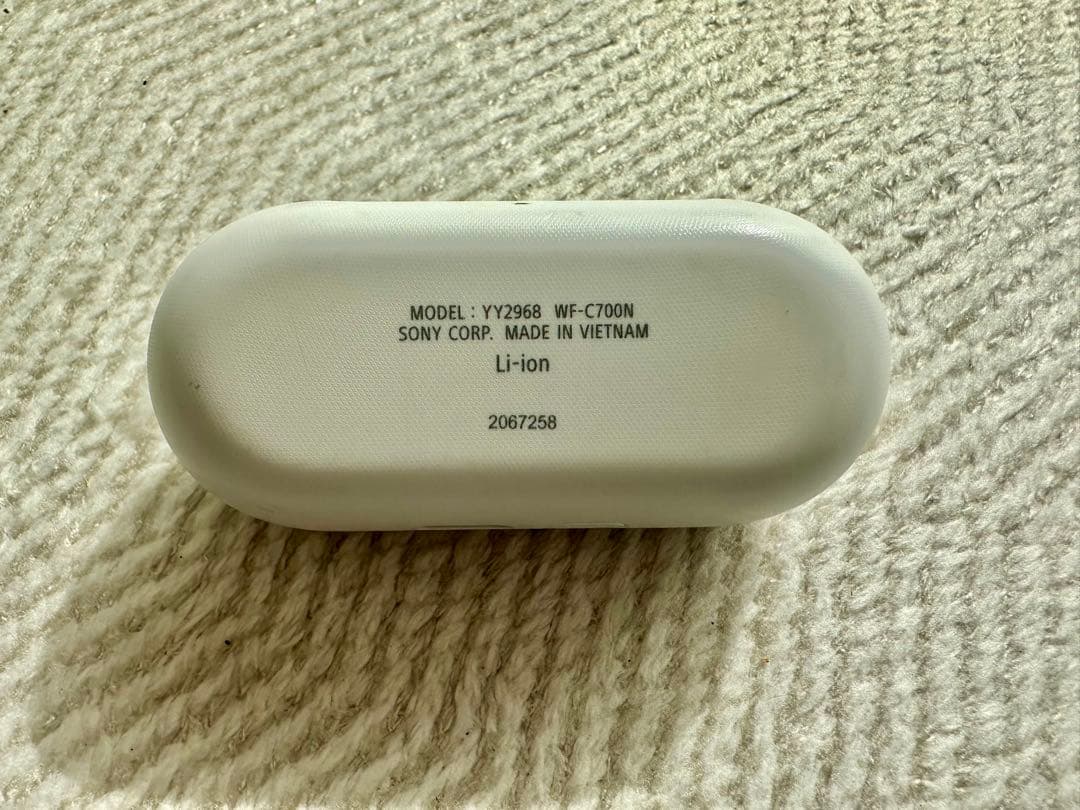 MODEL : YY2968 WF-C700N
SONY CORP. MADE IN VIETNAM
Li-ion
2067258